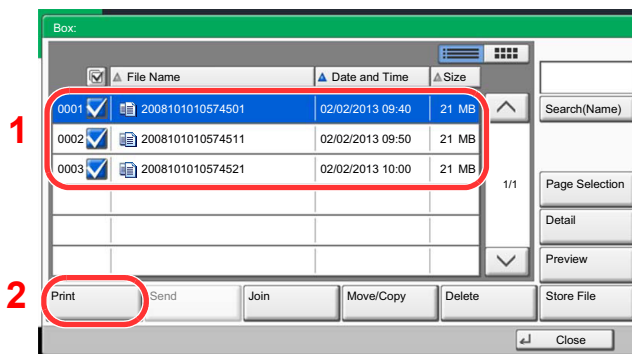 Box:
File Name Date and Time Size
1
0001 2008101010574501 02/02/2013 09:40 21 MB Search(Name)
0002 2008101010574511 02/02/2013 09:50 21 MB
0003 2008101010574521 02/02/2013 10:00 21 MB
1/1 Page Selection
Detail
Preview
2
Print Send Join Move/Copy Delete Store File
Close